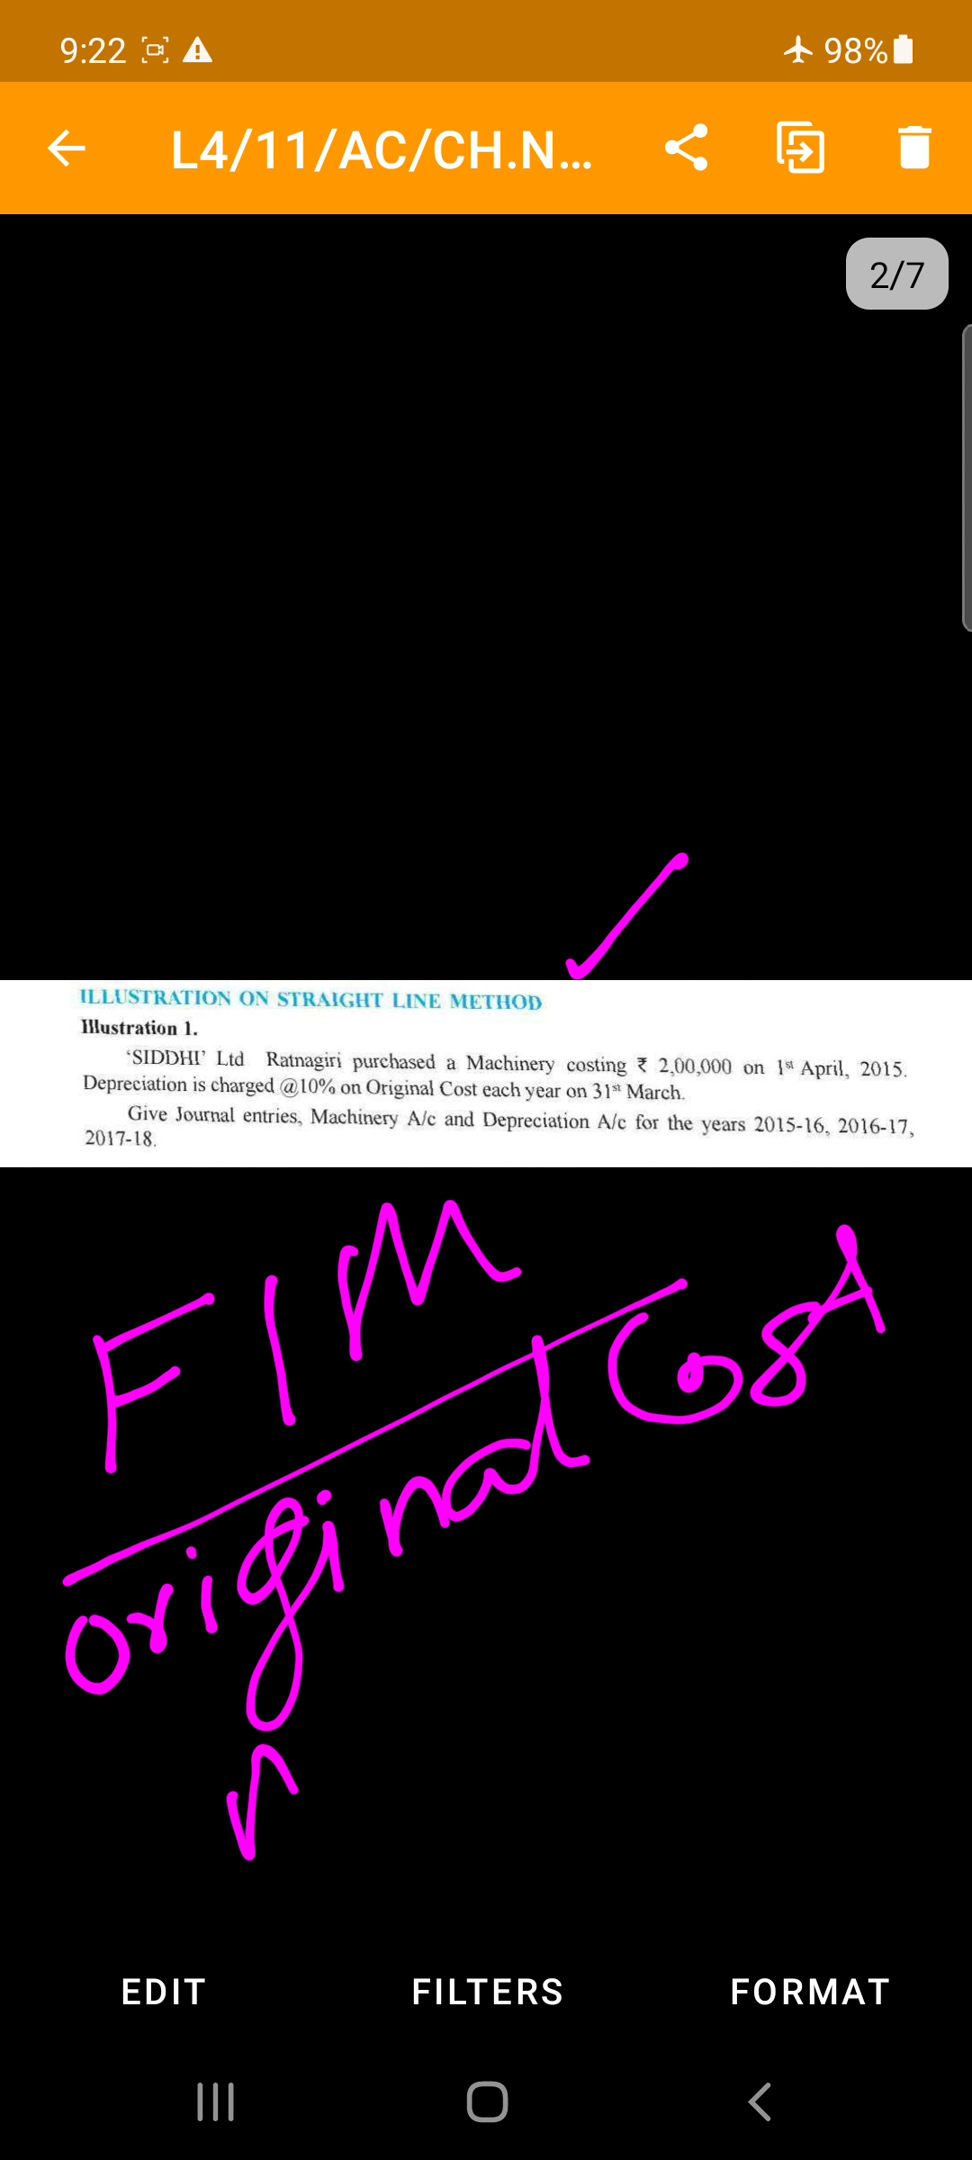 9:22 98%
L4/11/AC/CH.N...
2/7
ILLUSTRATION ON STRAIGHT LINE METHOD
Illustration 1.
‘SIDDHI’ Ltd Ratnagiri purchased a Machinery costing ₹ 2,00,000 on 1st April, 2015.
Depreciation is charged @10% on Original Cost each year on 31st March.
Give Journal entries, Machinery A/c and Depreciation A/c for the years 2015-16, 2016-17,
2017-18.
FIM
original Cost
EDIT FILTERS FORMAT